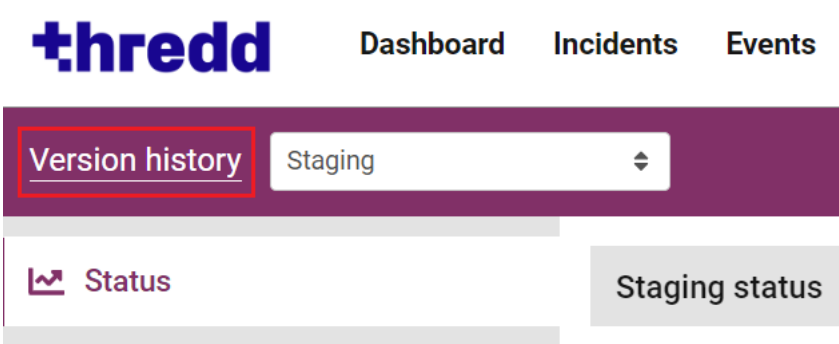 thredd Dashboard Incidents Events
Version history Staging
Status
Staging status